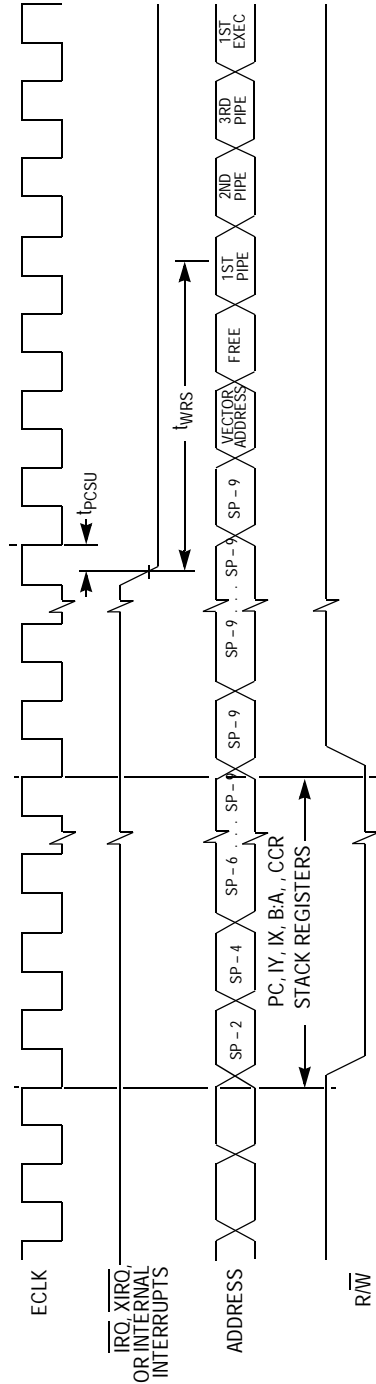 ECLK
t_PCSU
IRQ, XIRQ,
OR INTERNAL
INTERRUPTS
t_WRS
ADDRESS
SP – 2
SP – 4
SP – 6 . . . SP – 9
SP – 9
SP – 9 . . . SP – 9
SP – 9
VECTOR
ADDRESS
FREE
1ST
PIPE
2ND
PIPE
3RD
PIPE
1ST
EXEC
PC, IY, IX, B:A, , CCR
STACK REGISTERS
R/W